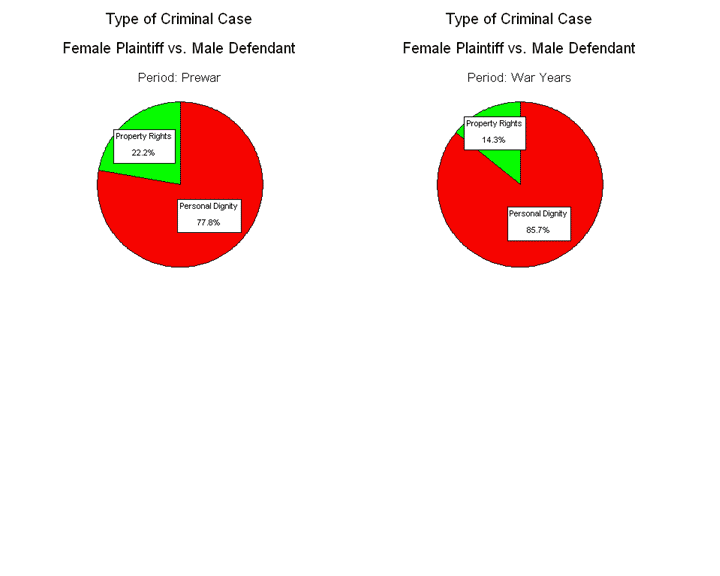 Type of Criminal Case
Female Plaintiff vs. Male Defendant
Period: Prewar
Property Rights
22.2%
Personal Dignity
77.8%
Type of Criminal Case
Female Plaintiff vs. Male Defendant
Period: War Years
Property Rights
14.3%
Personal Dignity
85.7%